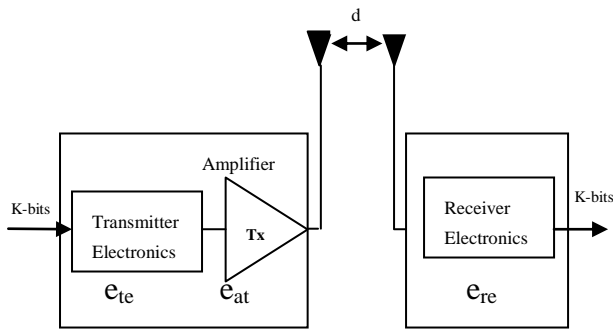 d
Amplifier
K-bits
Transmitter
Electronics
Tx
Receiver
Electronics
K-bits
e_te
e_at
e_re